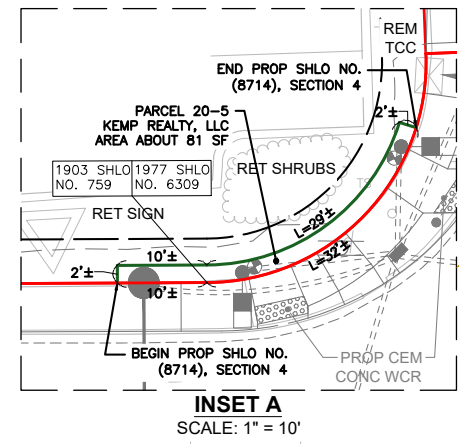 REM
TCC
END PROP SHLO NO.
(8714), SECTION 4
2'±
PARCEL 20-5
KEMP REALTY, LLC
AREA ABOUT 81 SF
1903 SHLO
NO. 759
1977 SHLO
NO. 6309
RET SHRUBS
TS
RET SIGN
L=29'±
L=32'±
10'±
2'±
10'±
BEGIN PROP SHLO NO.
(8714), SECTION 4
PROP CEM
CONC WCR
INSET A
SCALE: 1" = 10'